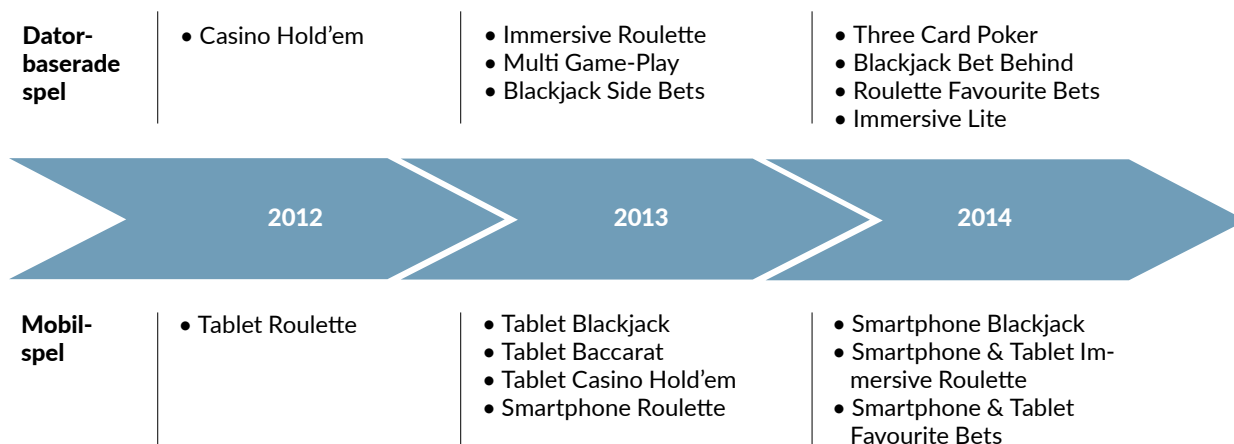 Dator-
baserade
spel
• Casino Hold’em
• Immersive Roulette
• Multi Game-Play
• Blackjack Side Bets
• Three Card Poker
• Blackjack Bet Behind
• Roulette Favourite Bets
• Immersive Lite
2012
2013
2014
Mobil-
spel
• Tablet Roulette
• Tablet Blackjack
• Tablet Baccarat
• Tablet Casino Hold’em
• Smartphone Roulette
• Smartphone Blackjack
• Smartphone & Tablet Im-
mersive Roulette
• Smartphone & Tablet
Favourite Bets